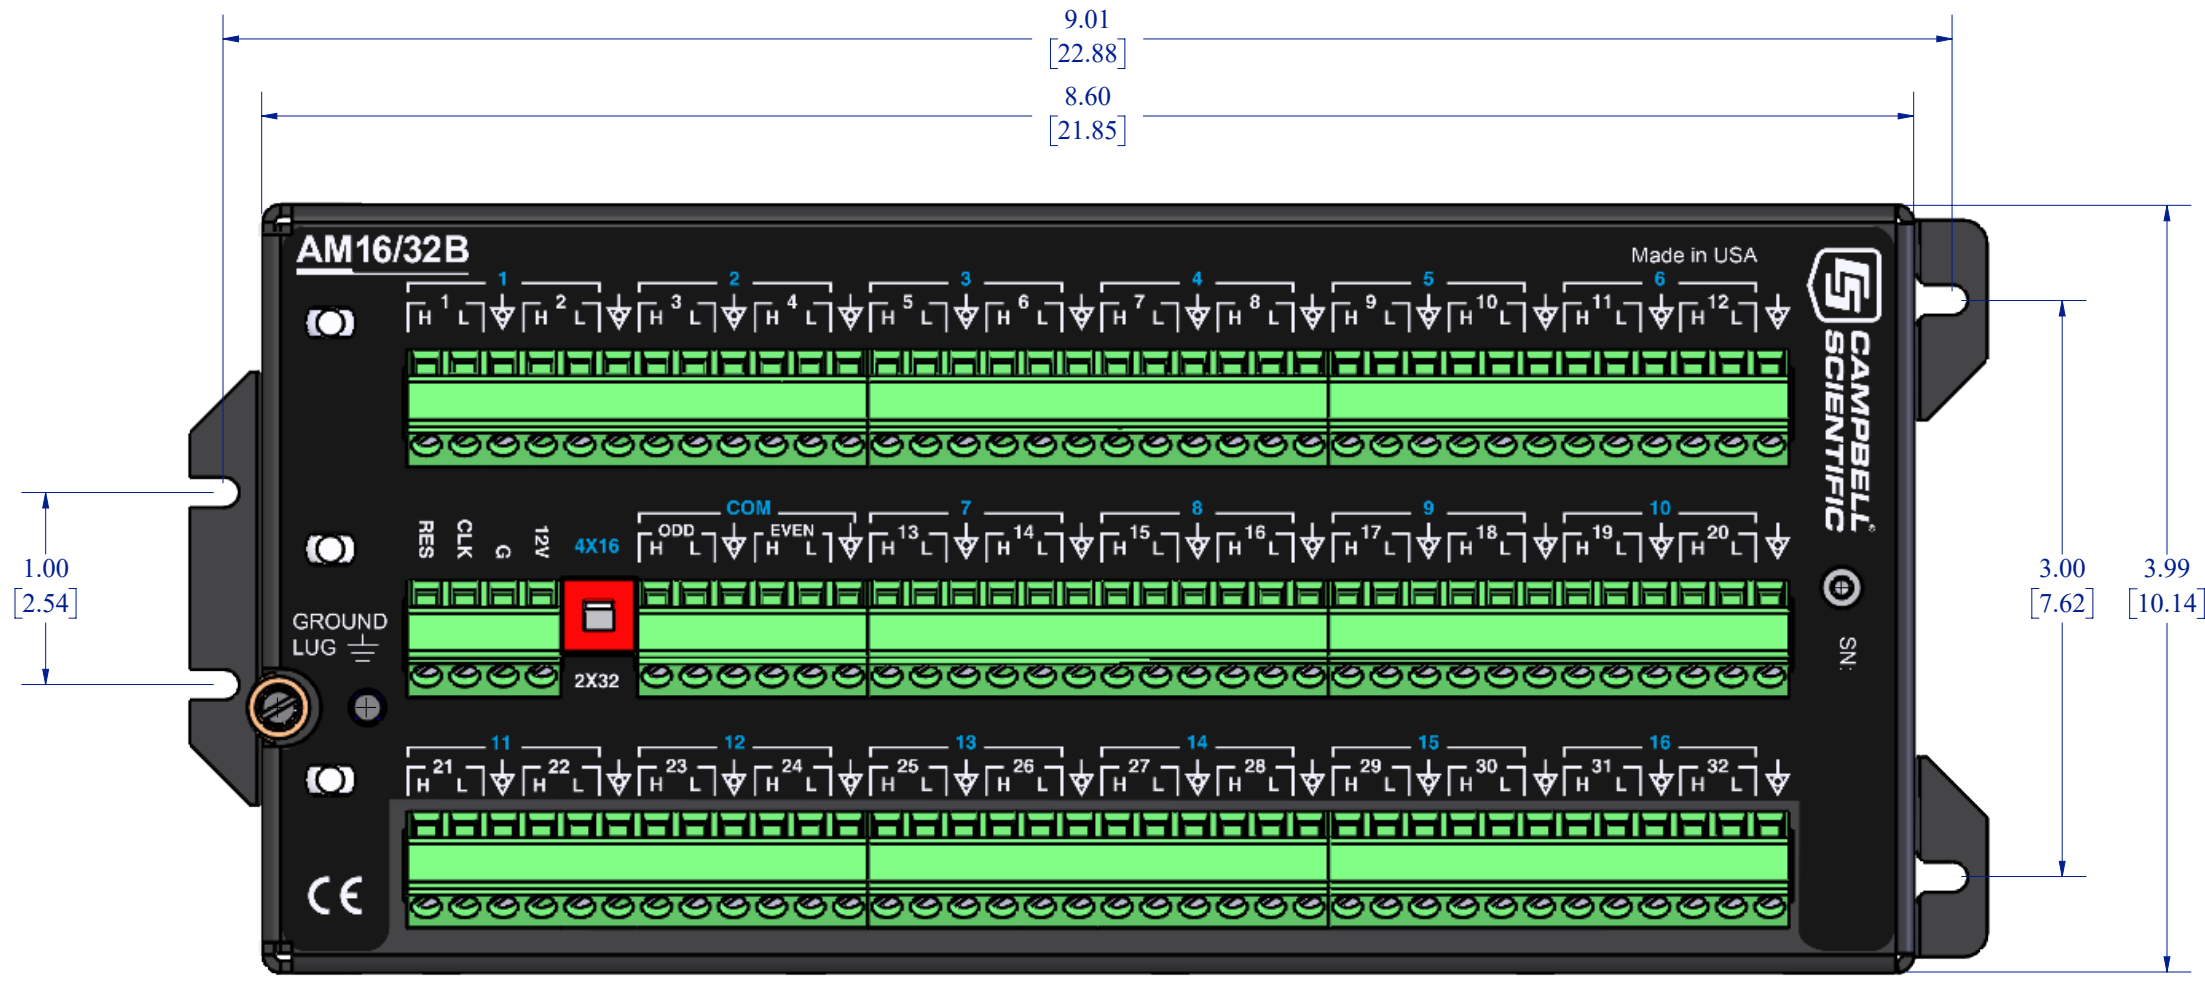 9.01
[22.88]
8.60
[21.85]
AM16/32B
Made in USA
1 2 3 4 5 6
H 1 L H 2 L H 3 L H 4 L H 5 L H 6 L H 7 L H 8 L H 9 L H 10 L H 11 L H 12 L
CAMPBELL
SCIENTIFIC
®
COM 7 8 9 10
RES CLK G 12V 4X16 H ODD L H EVEN L H 13 L H 14 L H 15 L H 16 L H 17 L H 18 L H 19 L H 20 L
1.00
[2.54]
3.00
[7.62]
3.99
[10.14]
GROUND
LUG
2X32
SN:
11 12 13 14 15 16
H 21 L H 22 L H 23 L H 24 L H 25 L H 26 L H 27 L H 28 L H 29 L H 30 L H 31 L H 32 L
CE